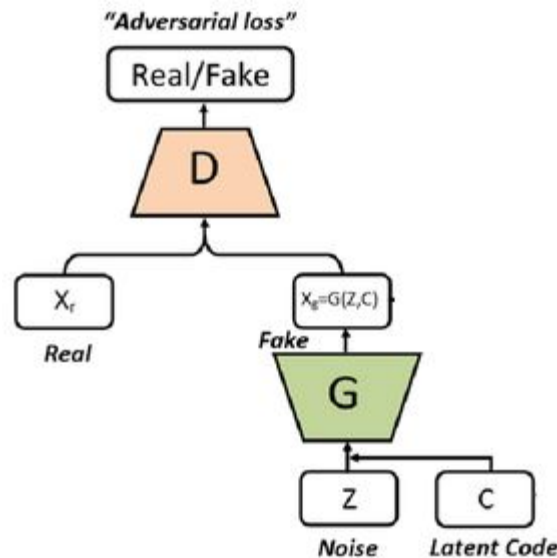 "Adversarial loss"
Real/Fake
D
Xr
Xg=G(Z,C)
Real
Fake
G
Z
C
Noise
Latent Code